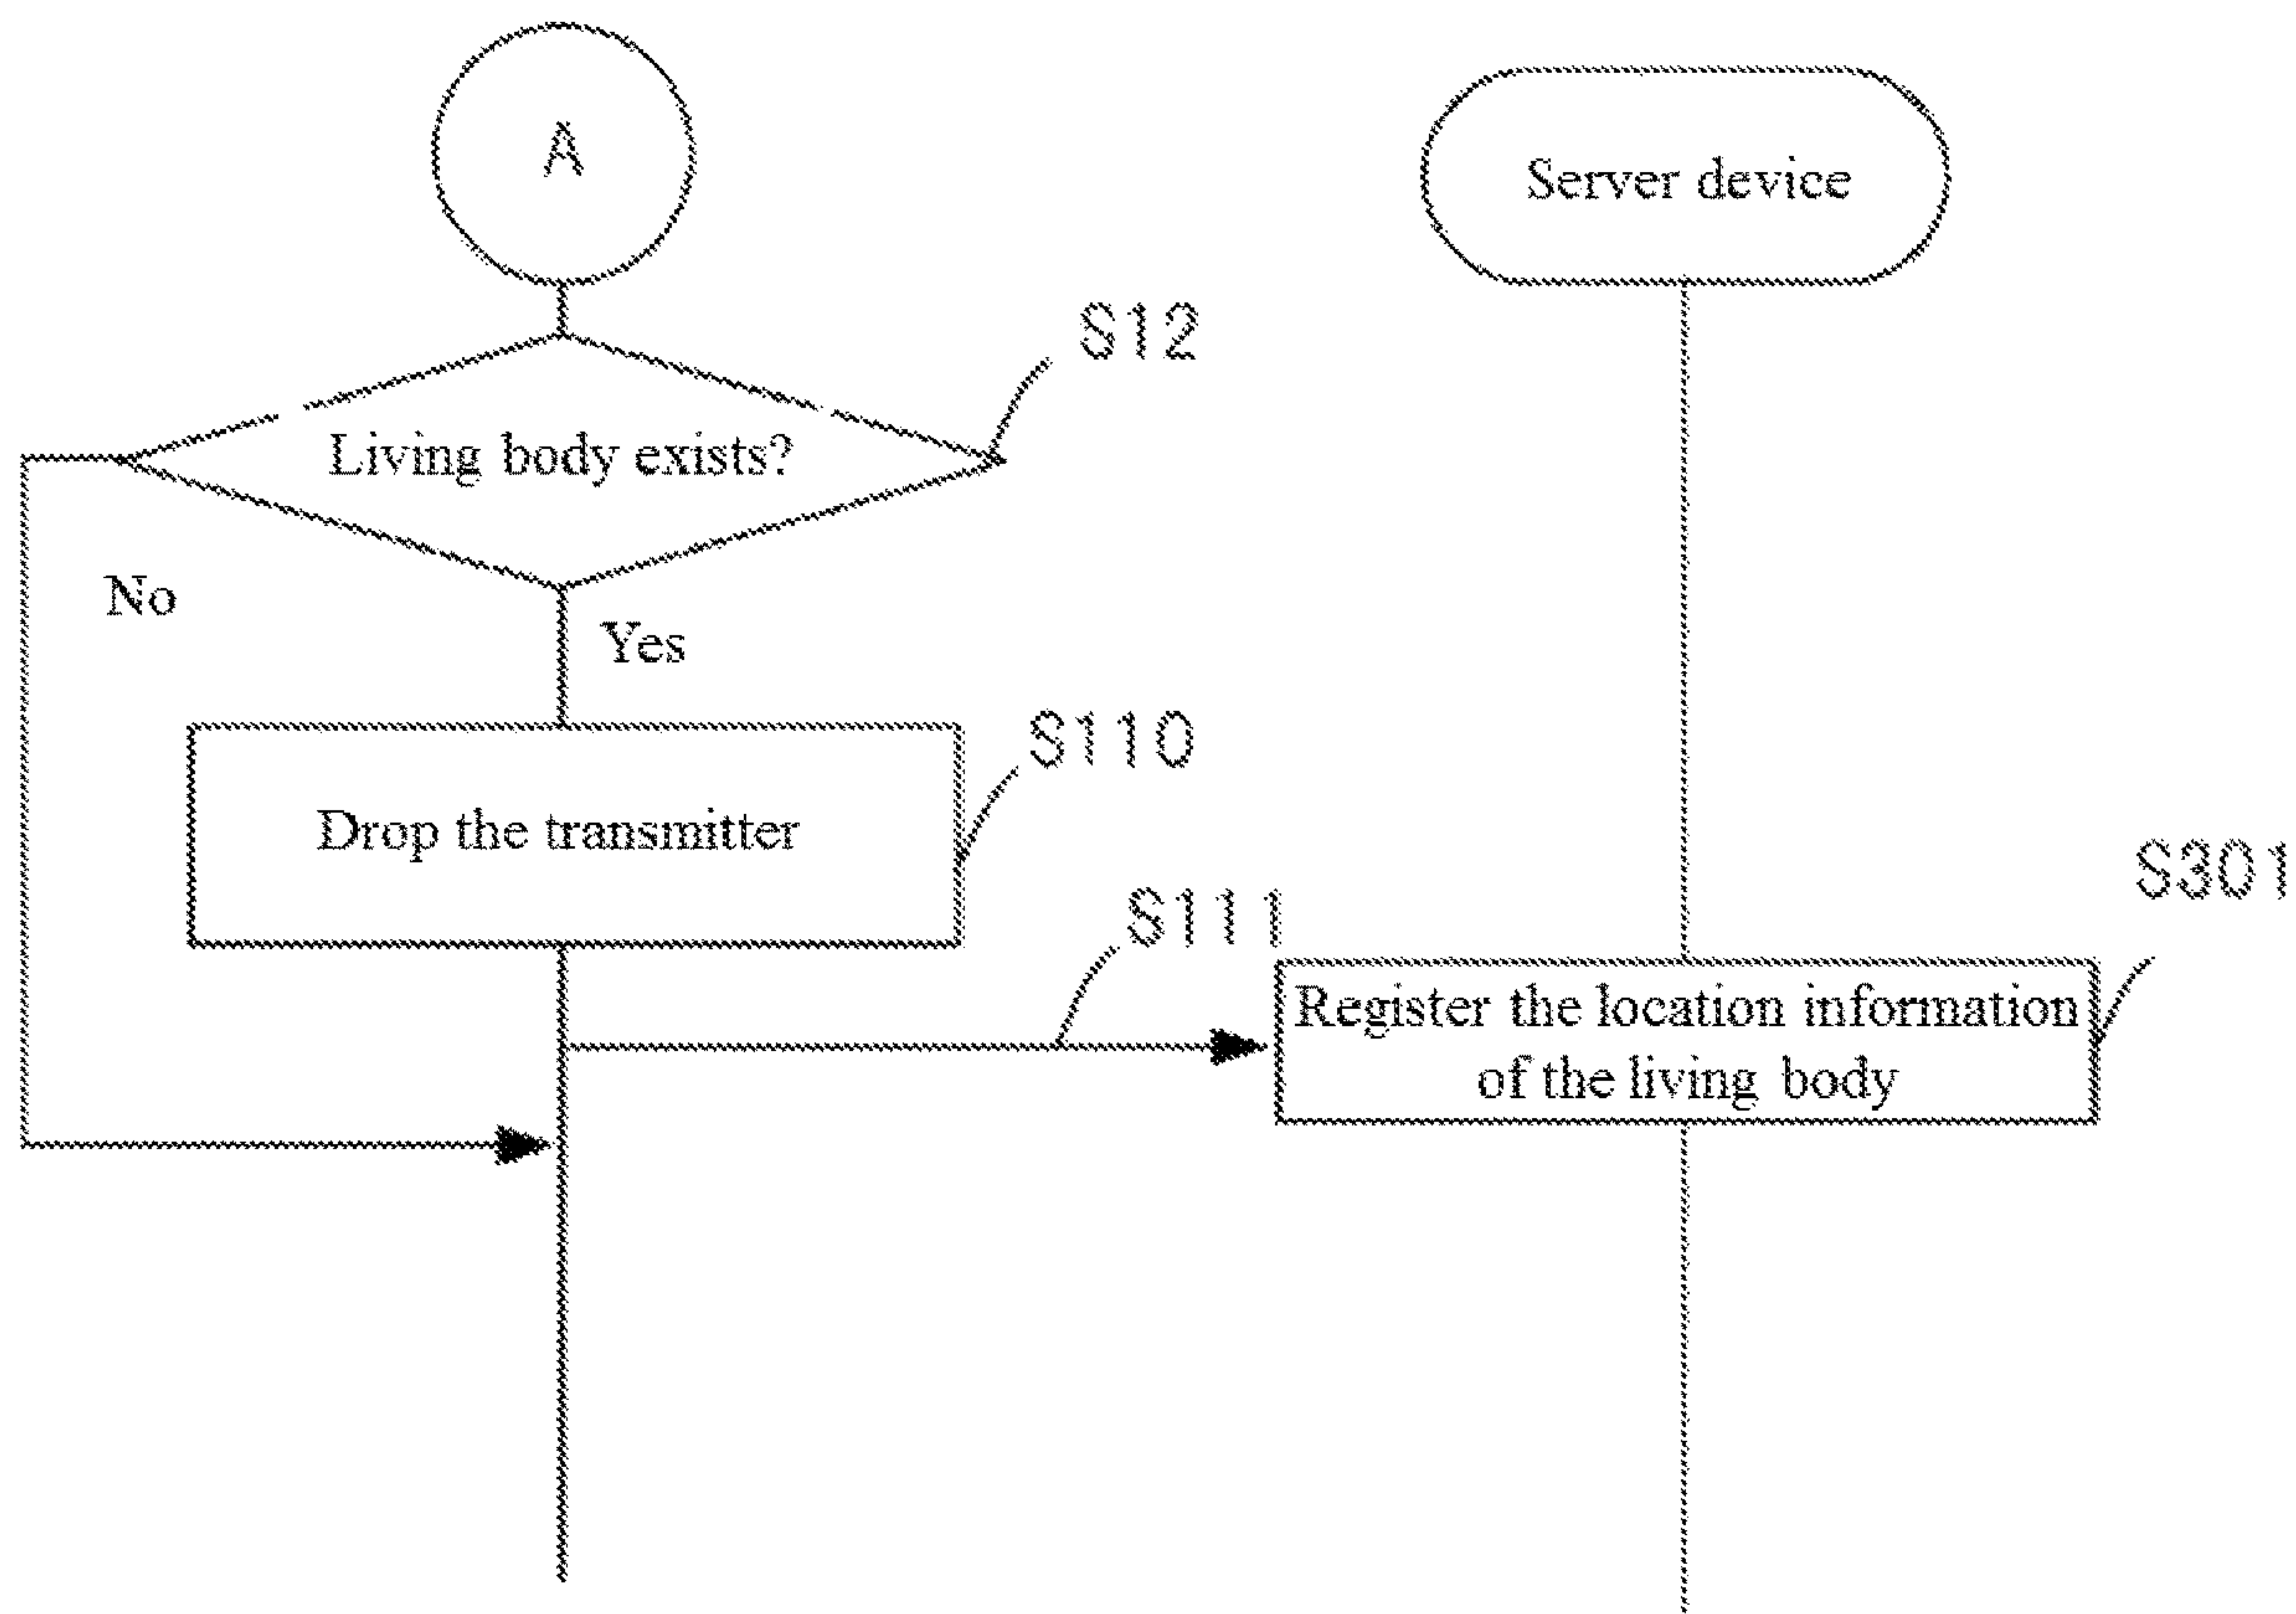 A
Server device
S12
Living body exists?
No
Yes
S110
Drop the transmitter
S301
S111
Register the location information
of the living body